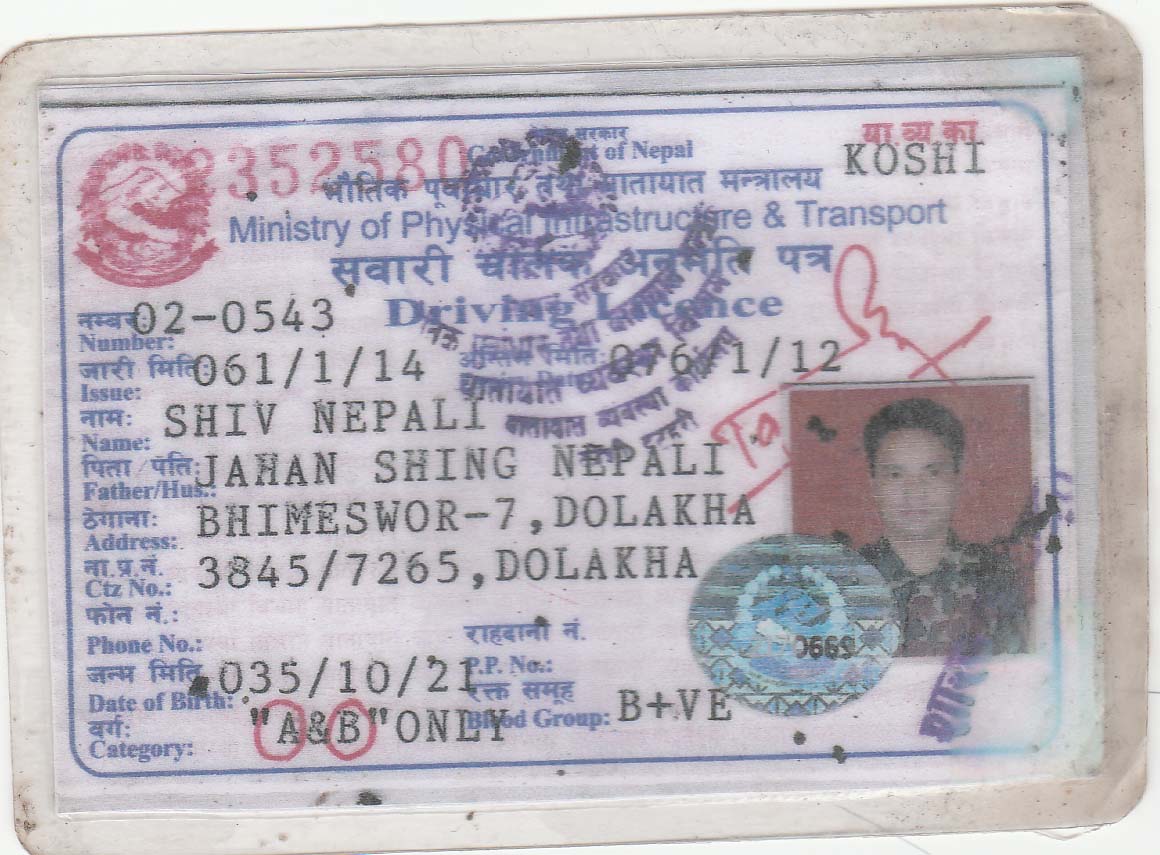 2352580
नेपाल सरकार
Government of Nepal
या.व्य.का
KOSHI
भौतिक पूर्वाधार तथा यातायात मन्त्रालय
Ministry of Physical Infrastructure & Transport
सवारी चालक अनुमति पत्र
Driving Licence
नम्बर 02-0543
Number:
जारी मिति: 061/1/14 अन्तिम मिति: 076/1/12
Issue:
नाम: SHIV NEPALI
Name:
पिता/पति: JAHAN SHING NEPALI
Father/Hus.:
ठेगाना: BHIMESWOR-7,DOLAKHA
Address:
ना.प्र.नं. 3845/7265,DOLAKHA
Ctz No.:
फोन नं.:
Phone No.:
राहदानी नं.
P.P. No.:
जन्म मिति 035/10/21
Date of Birth:
रक्त समूह
Blood Group: B+VE
वर्ग: "A&B"ONLY
Category:
0669